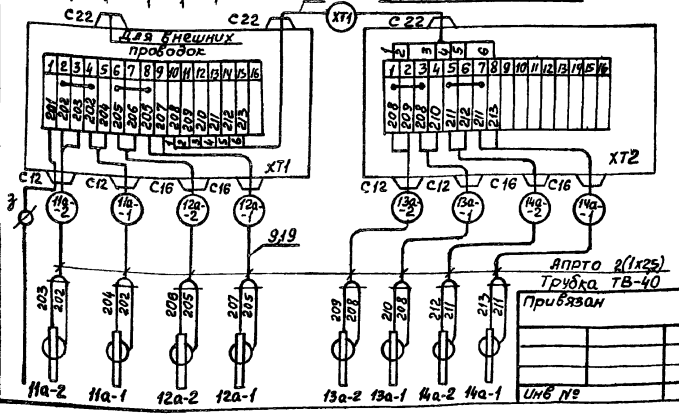 С22
ХТ1
С22
Для внешних
проводок
1 2 3 4 5 6
1 2 3 4 5 6 7 8 9 10 11 12 13 14 15 16
1 2 3 4 5 6 7 8 9 10 11 12 13 14 15 16
201 202 203 202 204 205 206 205 207 208 209 210 211 212 213
208 209 208 210 211 212 211 213
1 2 3 4 5 6
ХТ1
ХТ2
С12 С12 С16 С16
С12 С12 С16 С16
З
11а-2 11а-1 12а-2 12а-1
13а-2 13а-1 14а-2 14а-1
919
АПРТО 2(1х2,5)
Трубка ТВ-40
203 202 204 202 206 205 207 205 209 208 210 208 212 211 213 211
Привязан
11а-2 11а-1 12а-2 12а-1 13а-2 13а-1 14а-2 14а-1
Инв №